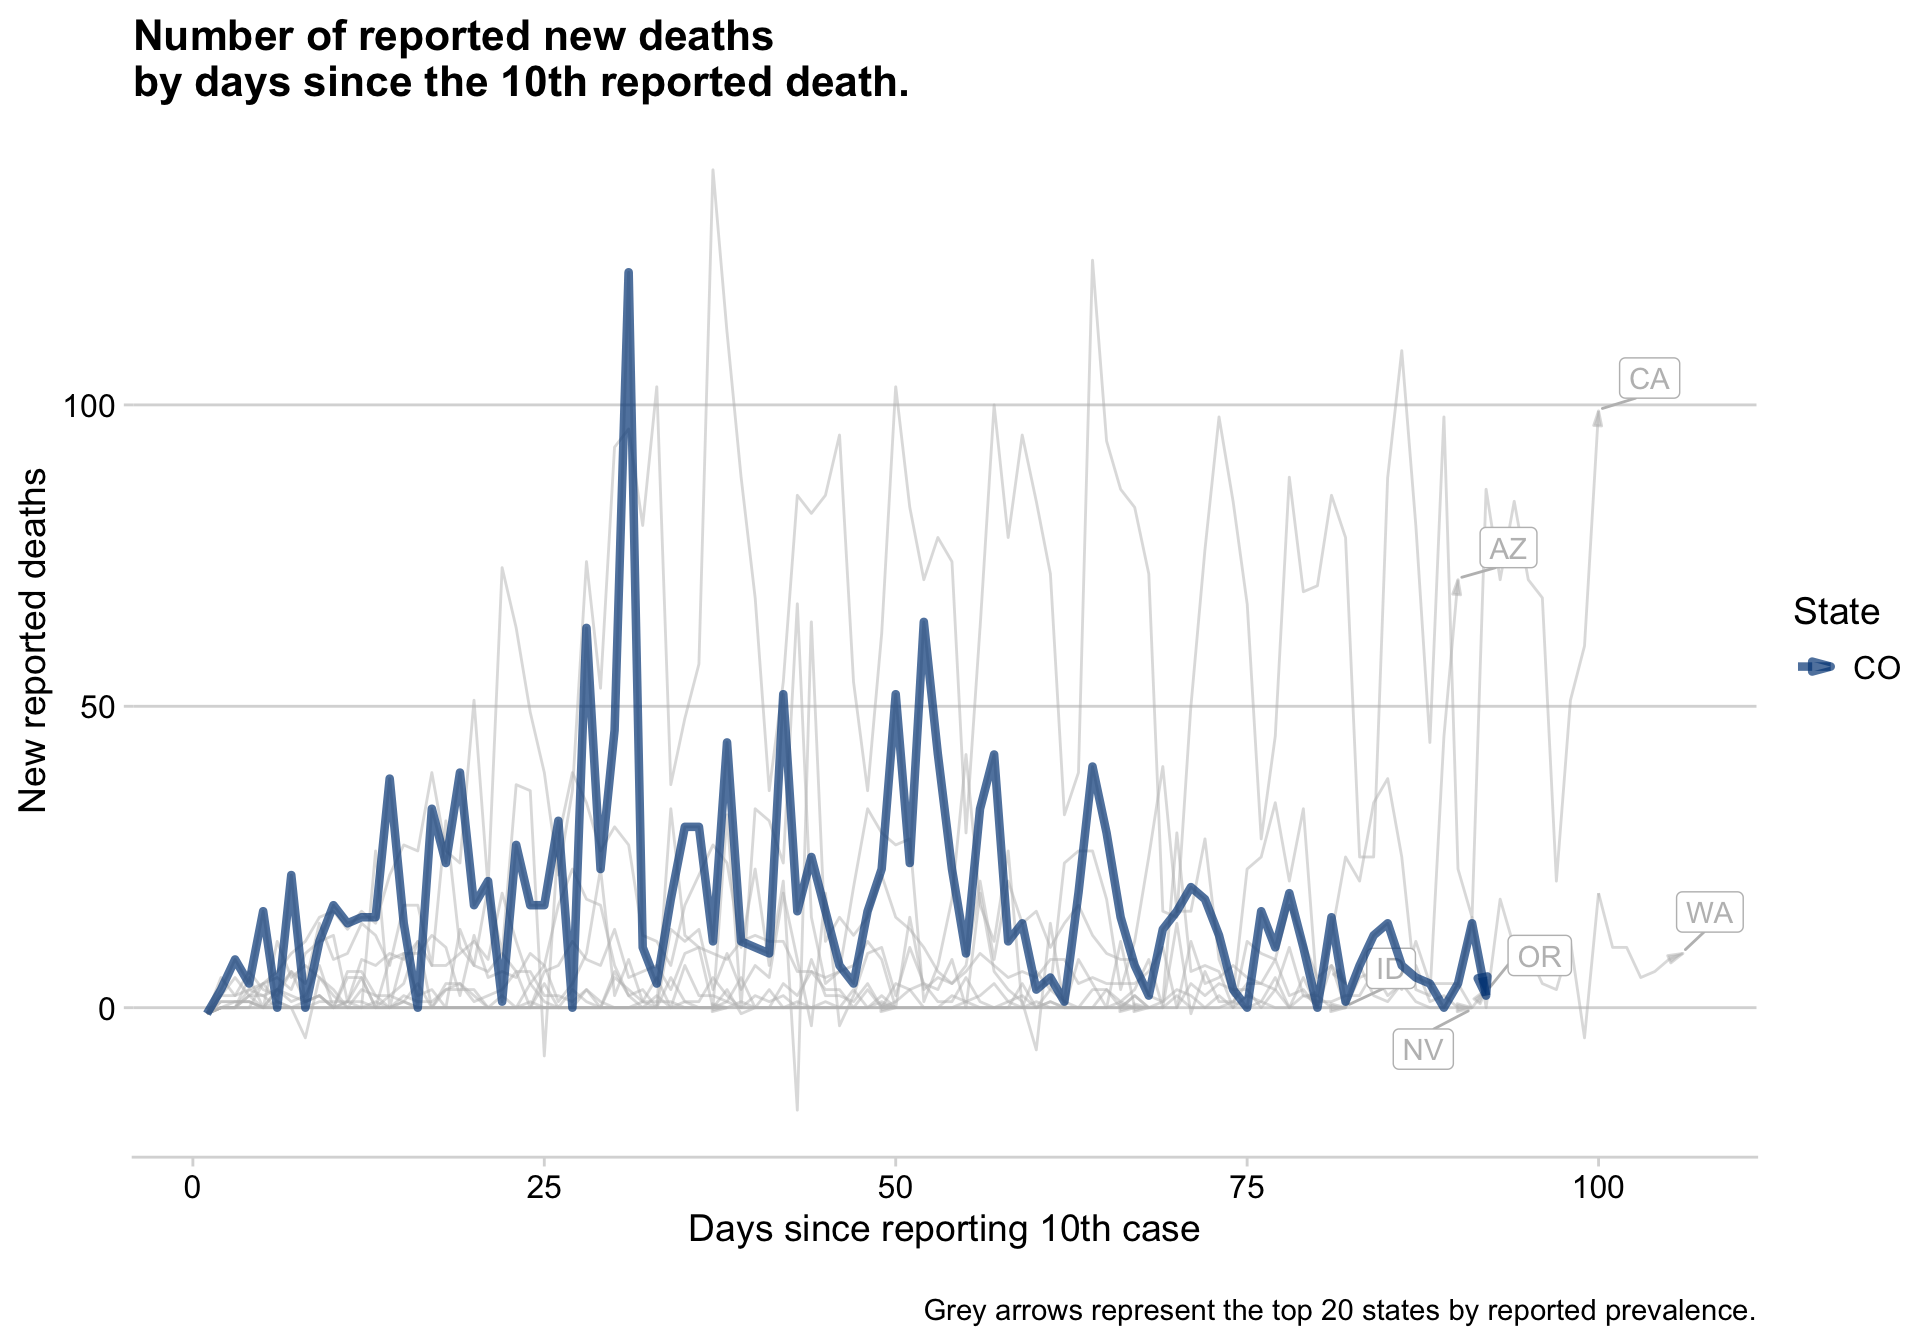 Number of reported new deaths
by days since the 10th reported death.
New reported deaths
100
50
0
CA
AZ
WA
OR
ID
NV
State
CO
0
25
50
75
100
Days since reporting 10th case
Grey arrows represent the top 20 states by reported prevalence.